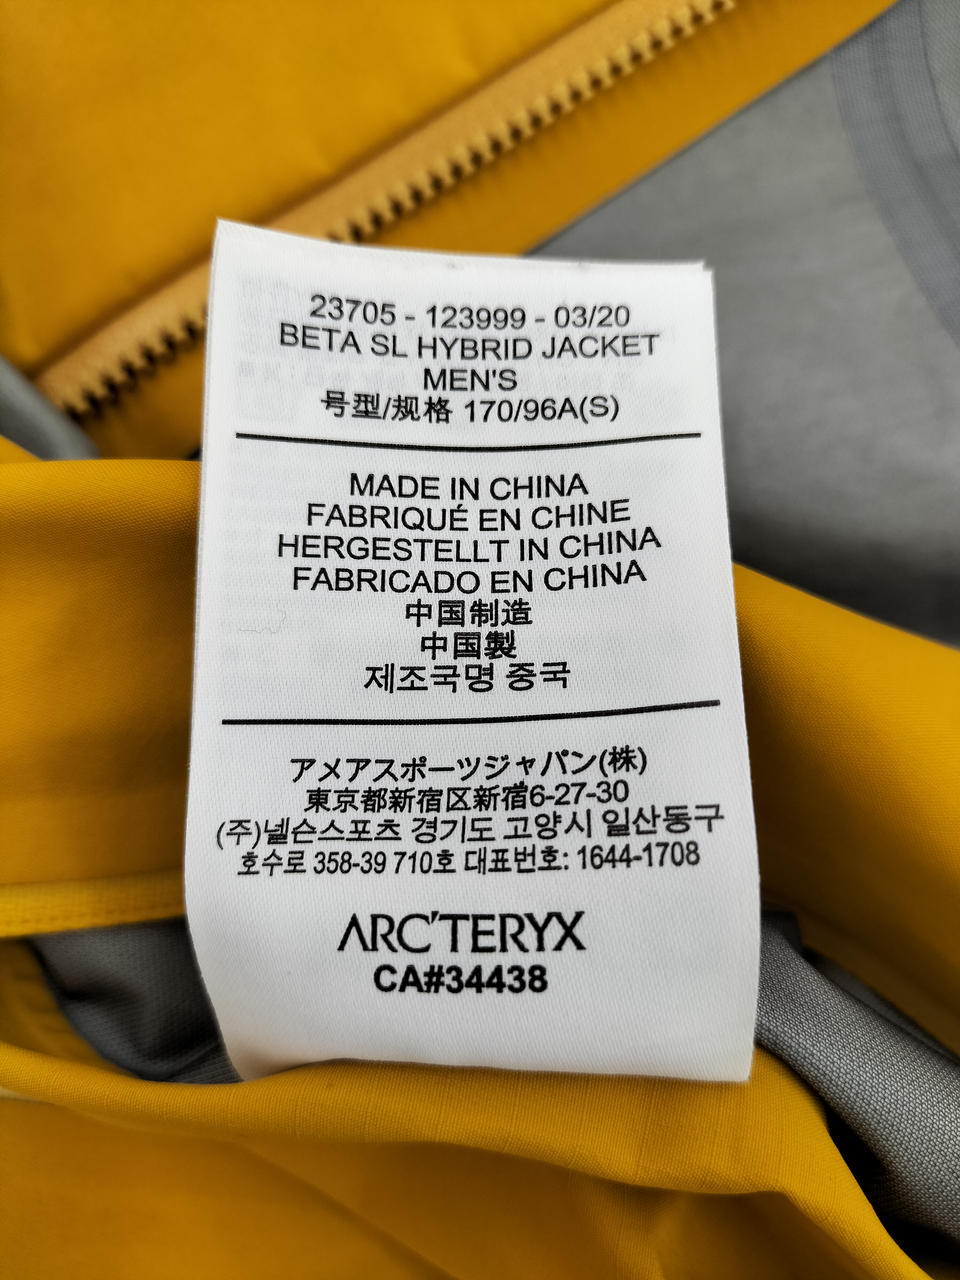 23705 - 123999 - 03/20
BETA SL HYBRID JACKET
MEN'S
号型/规格 170/96A(S)
MADE IN CHINA
FABRIQUÉ EN CHINE
HERGESTELLT IN CHINA
FABRICADO EN CHINA
中国制造
中国製
제조국명 중국
アメアスポーツジャパン(株)
東京都新宿区新宿6-27-30
(주)넬슨스포츠 경기도 고양시 일산동구
호수로 358-39 710호 대표번호: 1644-1708
ARC'TERYX
CA#34438